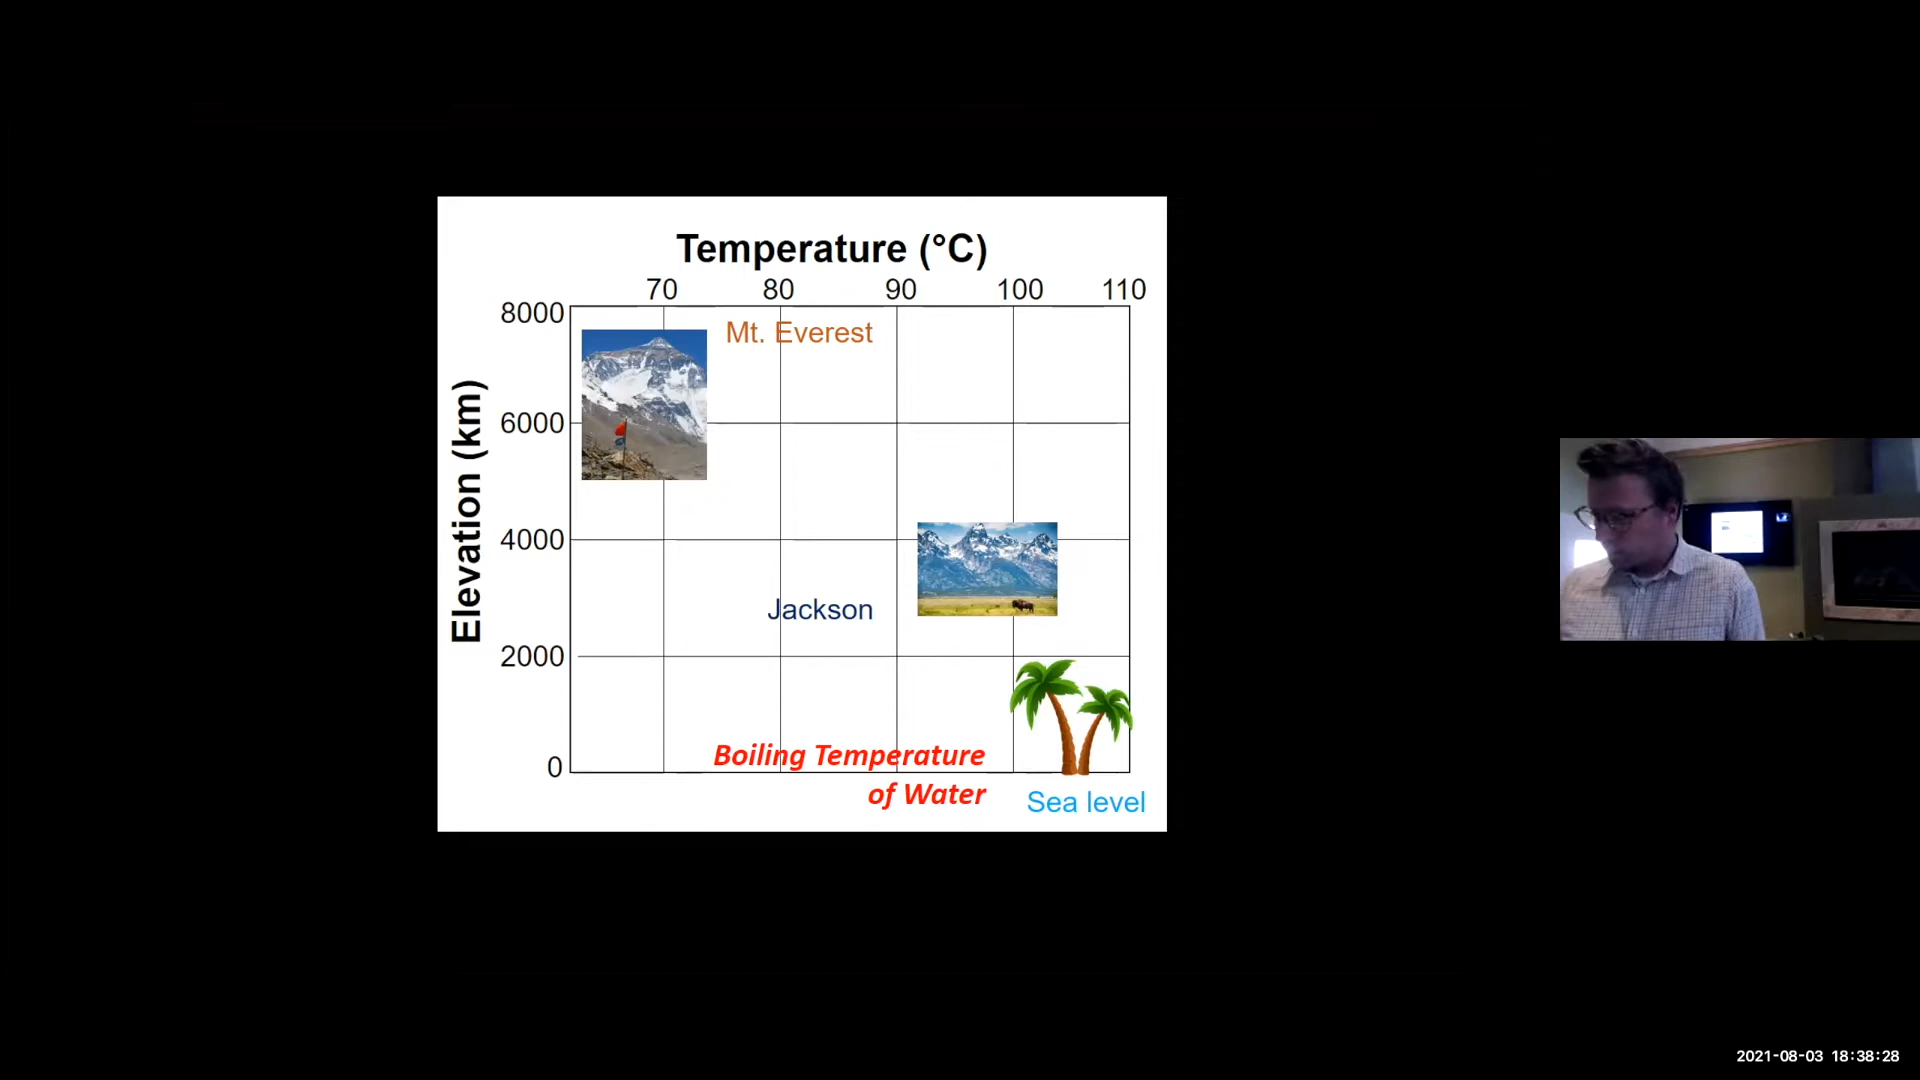 Temperature (°C)
70 80 90 100 110
8000
Mt. Everest
6000
Elevation (km)
4000
Jackson
2000
Boiling Temperature
of Water
0
Sea level
2021-08-03 18:38:28